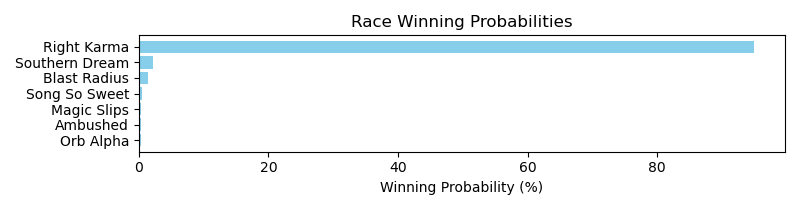 Race Winning Probabilities
Right Karma
Southern Dream
Blast Radius
Song So Sweet
Magic Slips
Ambushed
Orb Alpha
0 20 40 60 80
Winning Probability (%)